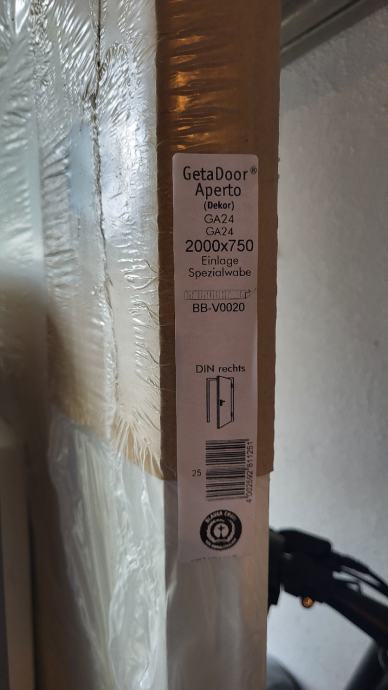 GetaDoor®
Aperto
(Dekor)
GA24
GA24
2000x750
Einlage
Spezialwabe
BB-V0020
DIN rechts
25